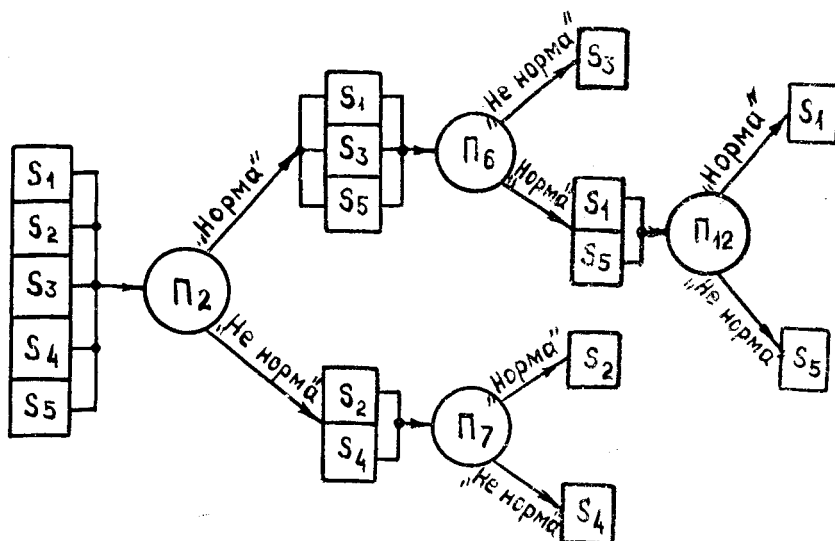 S1
S2
S3
S4
S5
П2
„Норма"
„Не норма"
S1
S3
S5
S2
S4
П6
П7
„Не норма"
„Норма"
„Норма"
„Не норма"
S3
S1
S5
S2
S4
П12
„Норма"
„Не норма"
S1
S5